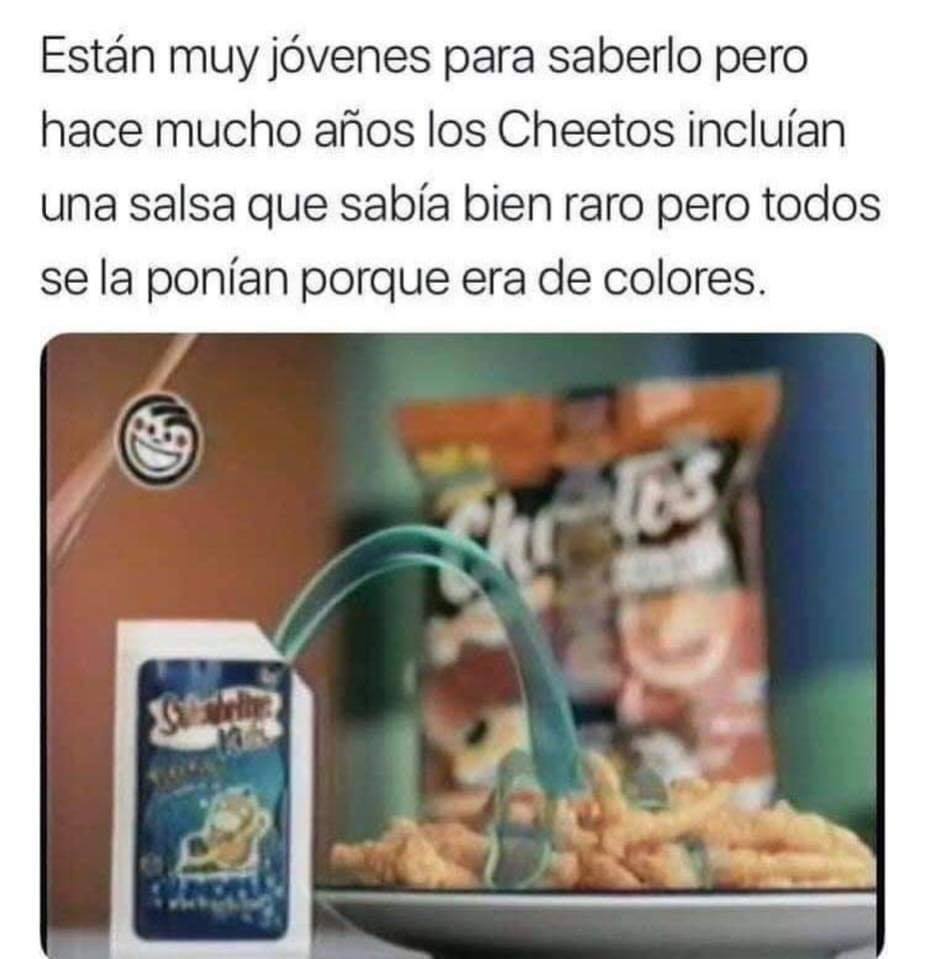 Están muy jóvenes para saberlo pero
hace mucho años los Cheetos incluían
una salsa que sabía bien raro pero todos
se la ponían porque era de colores.